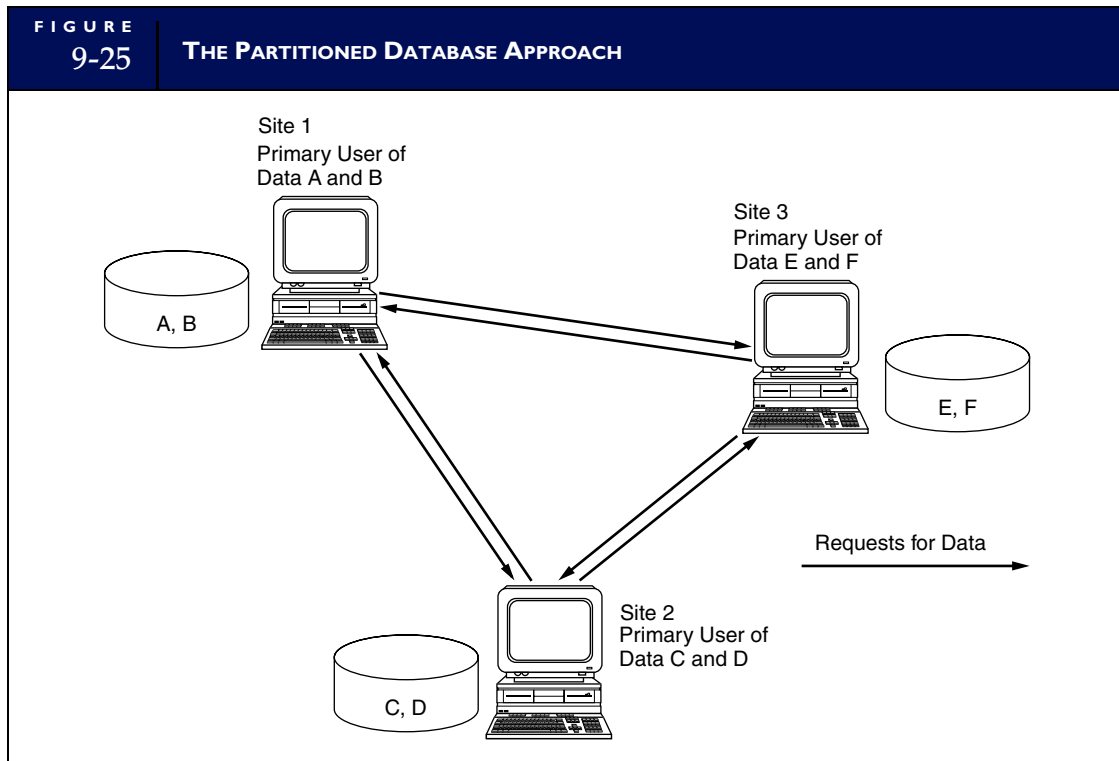 FIGURE
9-25
THE PARTITIONED DATABASE APPROACH
Site 1
Primary User of
Data A and B
A, B
Site 3
Primary User of
Data E and F
E, F
Requests for Data
Site 2
Primary User of
Data C and D
C, D